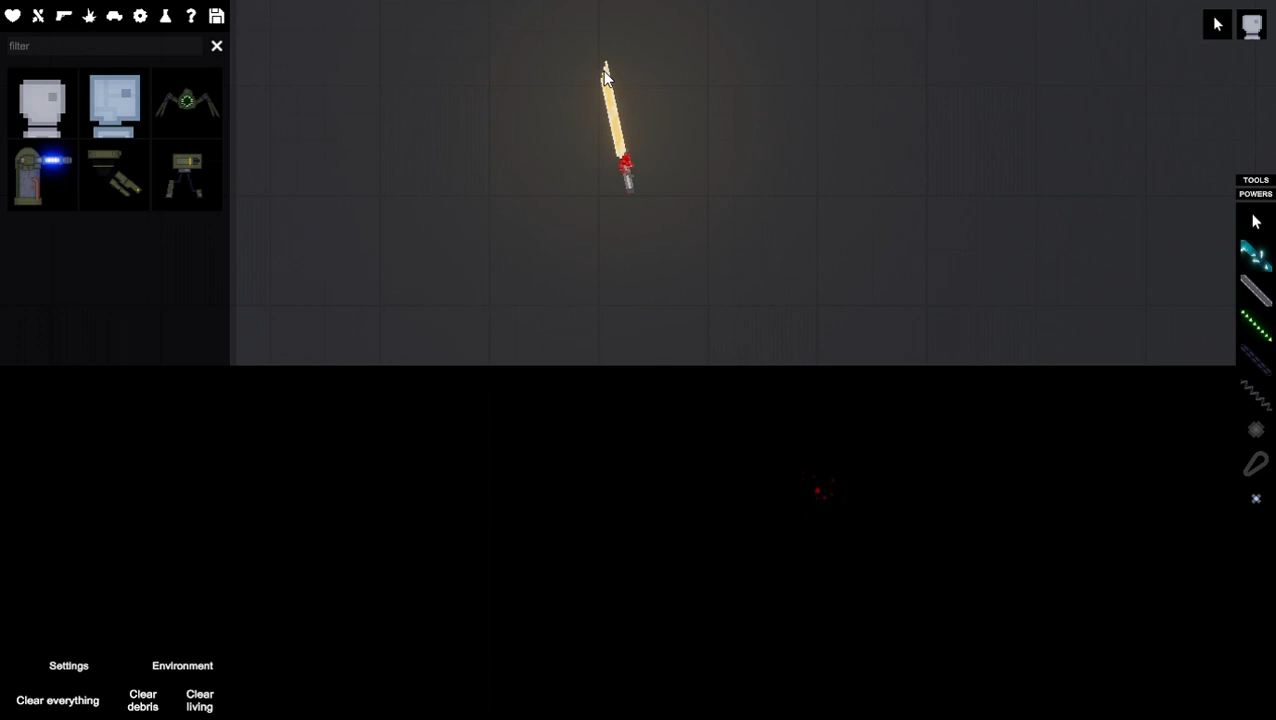 filter
TOOLS
POWERS
Settings
Environment
Clear everything
Clear
debris
Clear
living